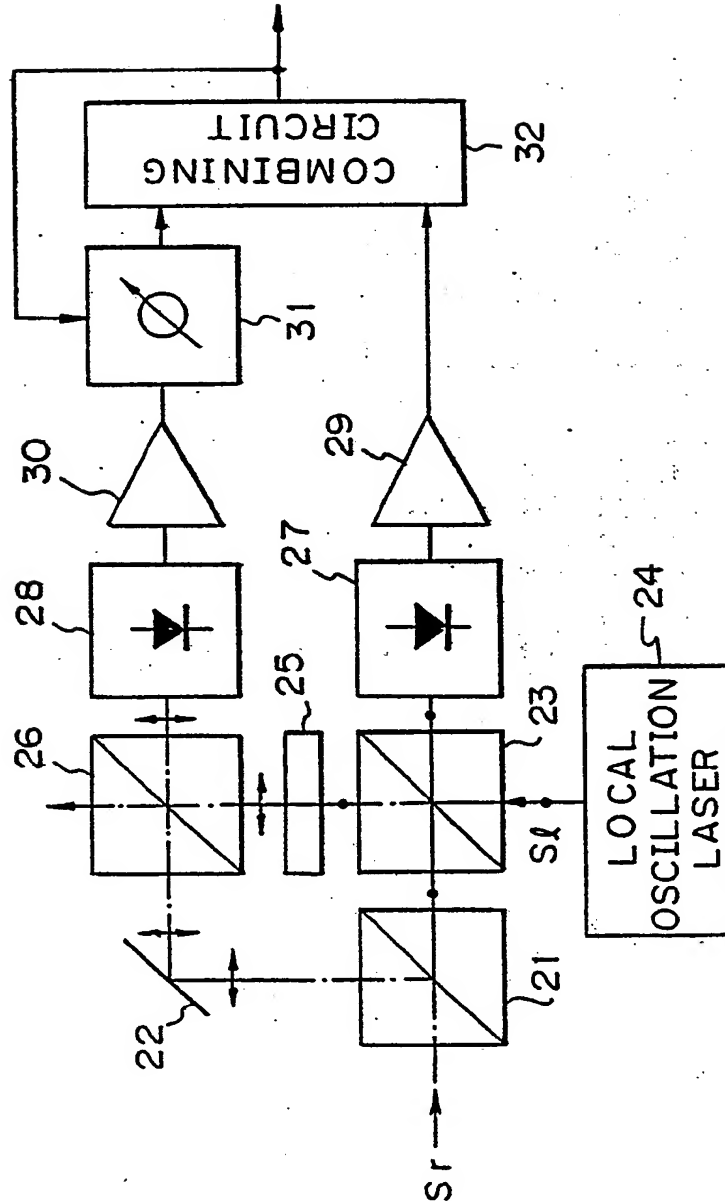 COMBINING
CIRCUIT
32
31
30
29
28
27
26
25
24
23
22
21
LOCAL
OSCILLATION
LASER
Sℓ
Sr